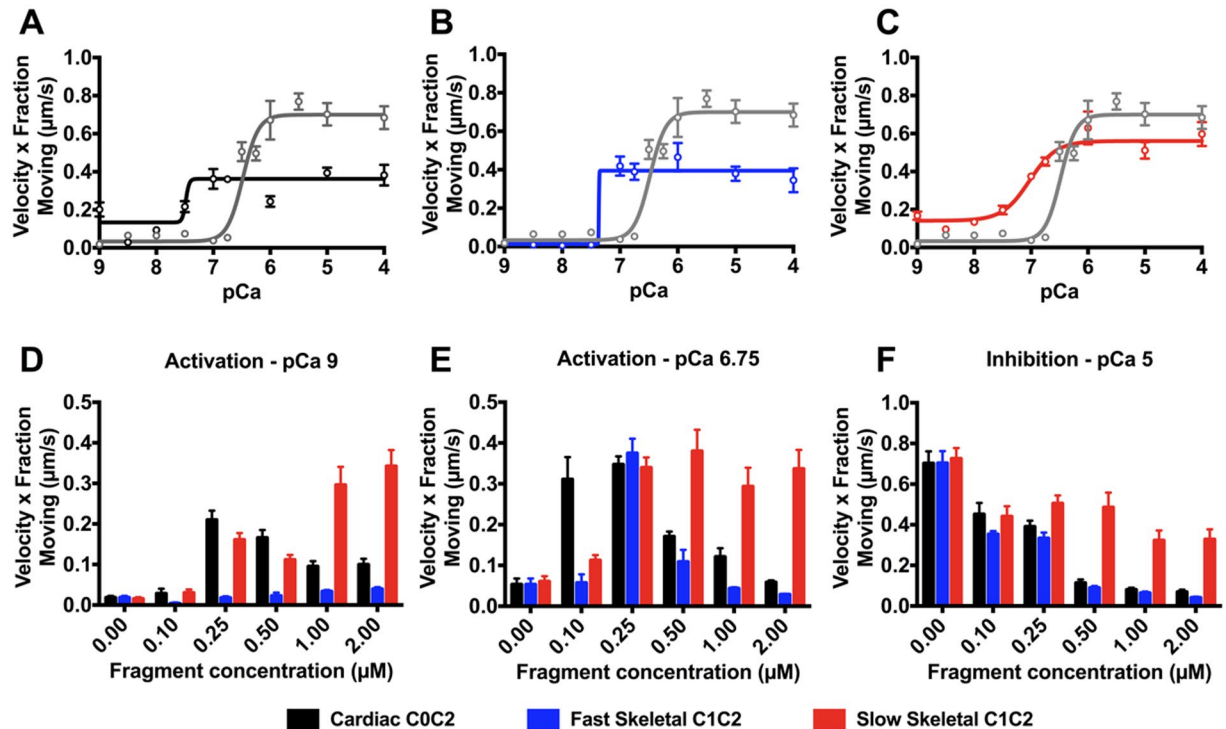 A
Velocity x Fraction
Moving (µm/s)
1.0
0.8
0.6
0.4
0.2
0.0
9 8 7 6 5 4
pCa
B
Velocity x Fraction
Moving (µm/s)
1.0
0.8
0.6
0.4
0.2
0.0
9 8 7 6 5 4
pCa
C
Velocity x Fraction
Moving (µm/s)
1.0
0.8
0.6
0.4
0.2
0.0
9 8 7 6 5 4
pCa
D
Activation - pCa 9
Velocity x Fraction
Moving (µm/s)
0.5
0.4
0.3
0.2
0.1
0.0
0.00 0.10 0.25 0.50 1.00 2.00
Fragment concentration (µM)
E
Activation - pCa 6.75
Velocity x Fraction
Moving (µm/s)
0.5
0.4
0.3
0.2
0.1
0.0
0.00 0.10 0.25 0.50 1.00 2.00
Fragment concentration (µM)
F
Inhibition - pCa 5
Velocity x Fraction
Moving (µm/s)
1.0
0.8
0.6
0.4
0.2
0.0
0.00 0.10 0.25 0.50 1.00 2.00
Fragment concentration (µM)
Cardiac C0C2 Fast Skeletal C1C2 Slow Skeletal C1C2